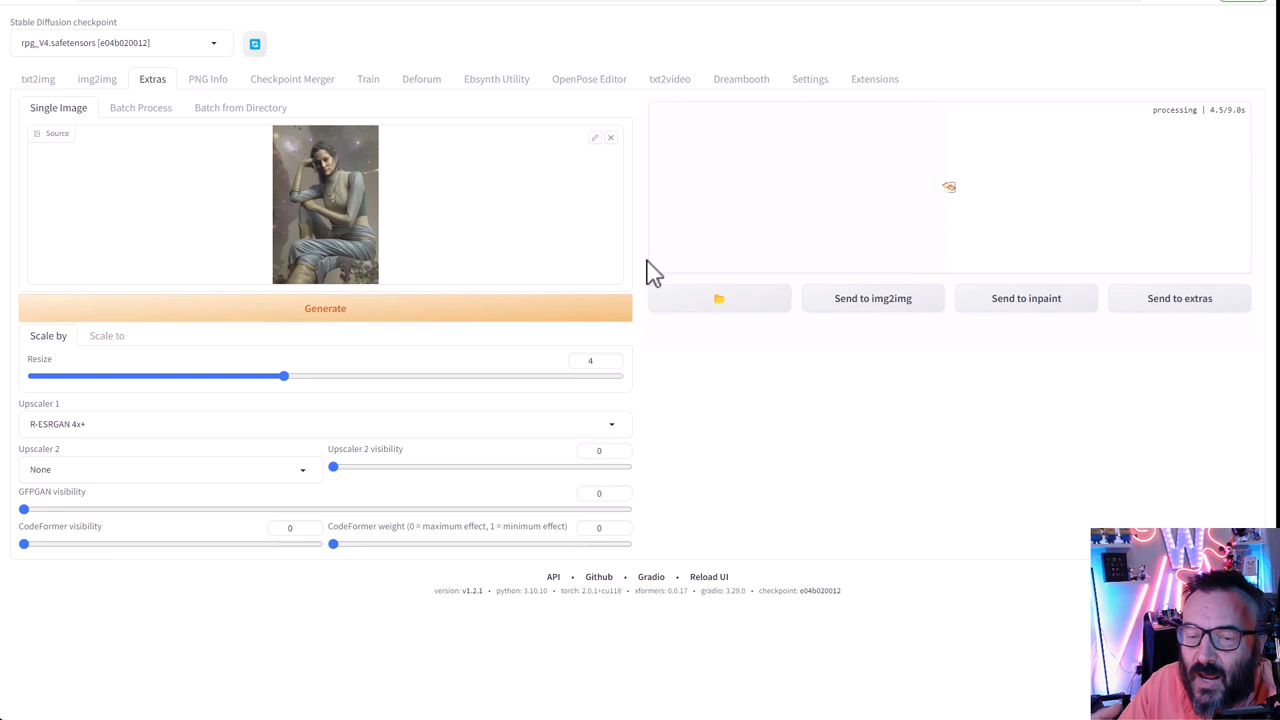 Stable Diffusion checkpoint
rpg_V4.safetensors [e04b020012]
txt2img img2img Extras PNG Info Checkpoint Merger Train Deforum Ebsynth Utility OpenPose Editor txt2video Dreambooth Settings Extensions
Single Image Batch Process Batch from Directory
Source
processing | 4.5/9.0s
Generate
Send to img2img Send to inpaint Send to extras
Scale by Scale to
Resize 4
Upscaler 1
R-ESRGAN 4x+
Upscaler 2 Upscaler 2 visibility 0
None
GFPGAN visibility 0
CodeFormer visibility 0 CodeFormer weight (0 = maximum effect, 1 = minimum effect) 0
API • Github • Gradio • Reload UI
version: v1.2.1 • python: 3.10.10 • torch: 2.0.1+cu118 • xformers: 0.0.17 • gradio: 3.29.0 • checkpoint: e04b020012